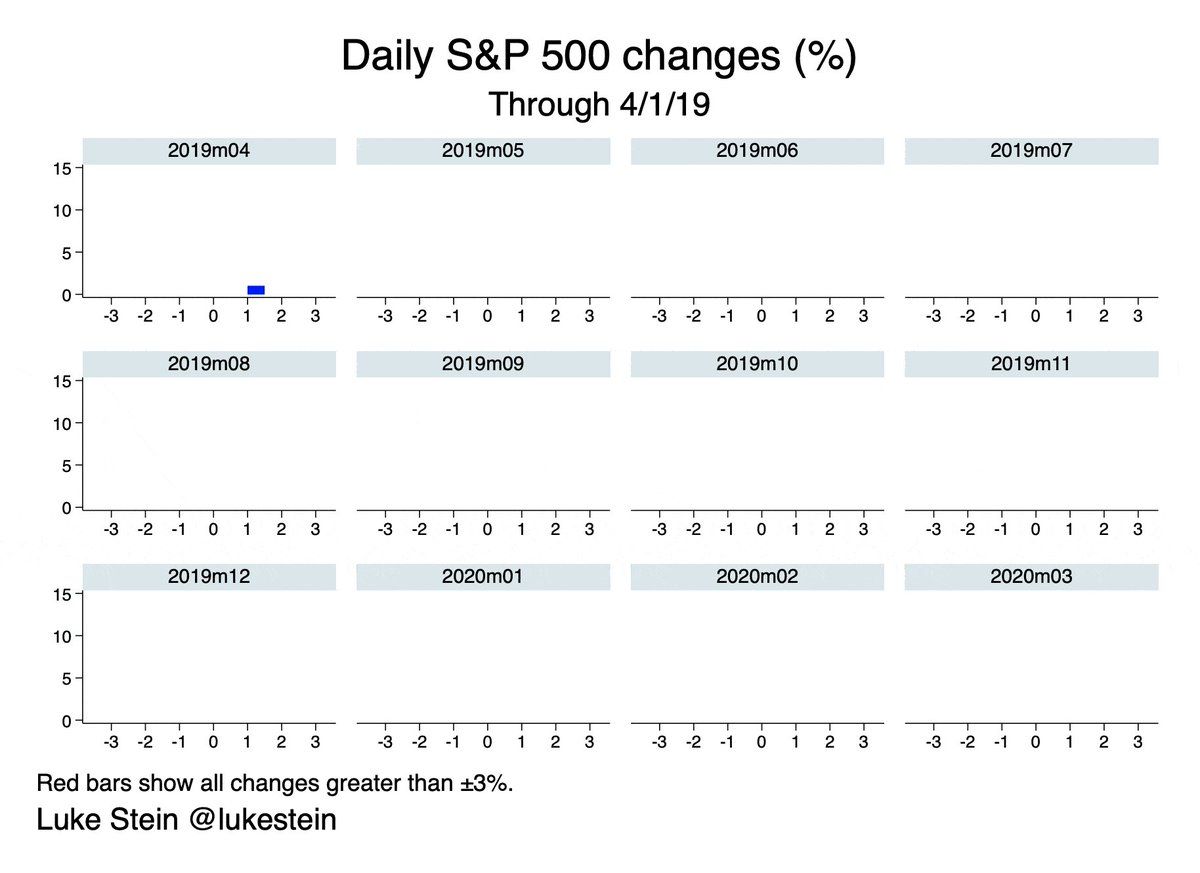 Daily S&P 500 changes (%)
Through 4/1/19
2019m04 2019m05 2019m06 2019m07
15
10
5
0
-3 -2 -1 0 1 2 3 -3 -2 -1 0 1 2 3 -3 -2 -1 0 1 2 3 -3 -2 -1 0 1 2 3
2019m08 2019m09 2019m10 2019m11
15
10
5
0
-3 -2 -1 0 1 2 3 -3 -2 -1 0 1 2 3 -3 -2 -1 0 1 2 3 -3 -2 -1 0 1 2 3
2019m12 2020m01 2020m02 2020m03
15
10
5
0
-3 -2 -1 0 1 2 3 -3 -2 -1 0 1 2 3 -3 -2 -1 0 1 2 3 -3 -2 -1 0 1 2 3
Red bars show all changes greater than ±3%.
Luke Stein @lukestein